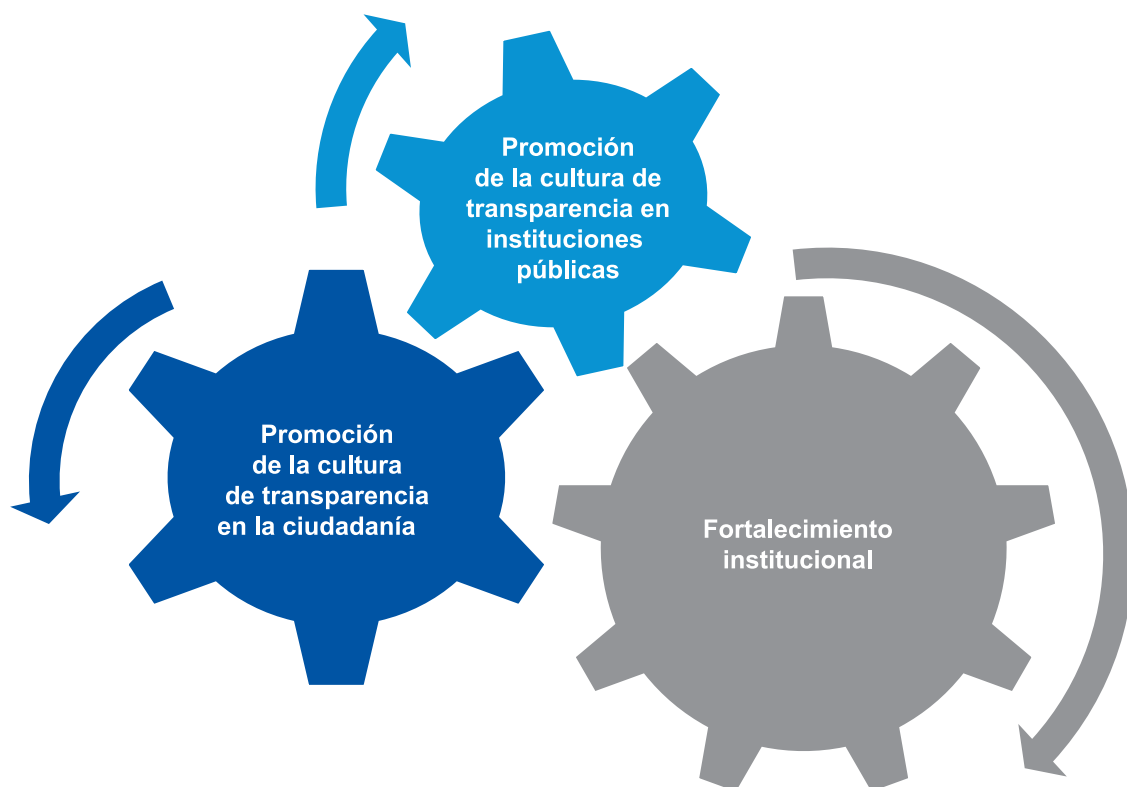 Promoción
de la cultura de
transparencia en
instituciones
públicas
Promoción
de la cultura
de transparencia
en la ciudadanía
Fortalecimiento
institucional